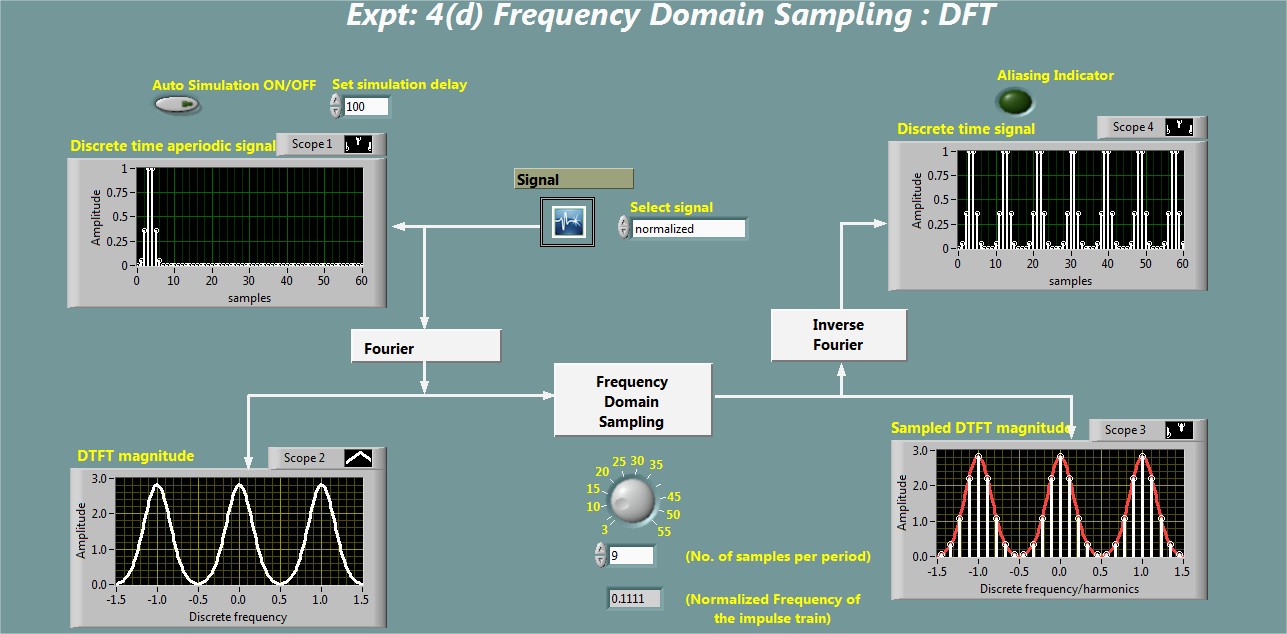 Expt: 4(d) Frequency Domain Sampling : DFT
Auto Simulation ON/OFF
Set simulation delay
100
Aliasing Indicator
Discrete time aperiodic signal
Scope 1
Amplitude
1
0.75
0.5
0.25
0
0 10 20 30 40 50 60
samples
Signal
Select signal
normalized
Discrete time signal
Scope 4
Amplitude
1
0.75
0.5
0.25
0
0 10 20 30 40 50 60
samples
Fourier
Inverse
Fourier
Frequency
Domain
Sampling
DTFT magnitude
Scope 2
Amplitude
3.0
2.0
1.0
0.0
-1.5 -1.0 -0.5 0.0 0.5 1.0 1.5
Discrete frequency
3 10 15 20 25 30 35 45 50 55
9
(No. of samples per period)
0.1111
(Normalized Frequency of
the impulse train)
Sampled DTFT magnitude
Scope 3
Amplitude
3.0
2.0
1.0
0.0
-1.5 -1.0 -0.5 0.0 0.5 1.0 1.5
Discrete frequency/harmonics